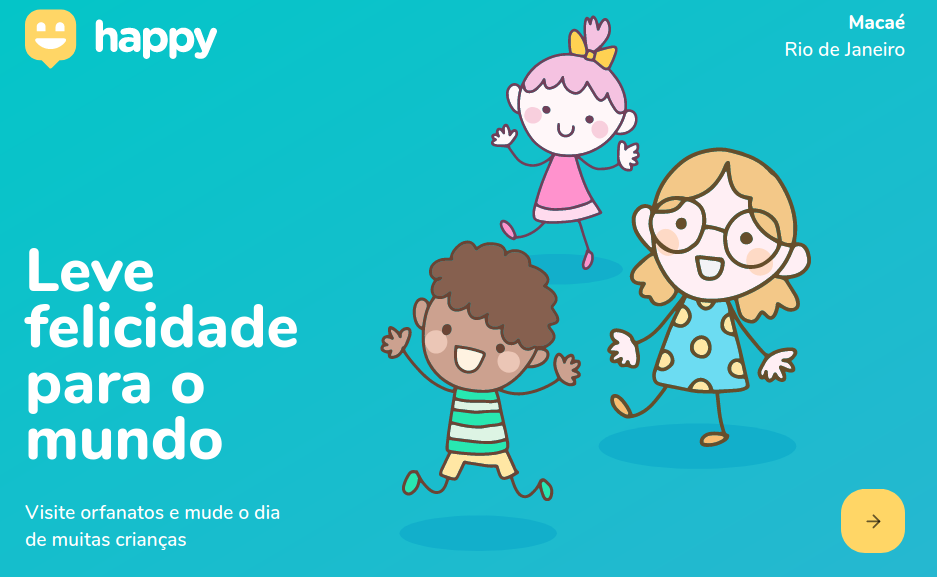 happy
Macaé
Rio de Janeiro
Leve
felicidade
para o
mundo
Visite orfanatos e mude o dia
de muitas crianças